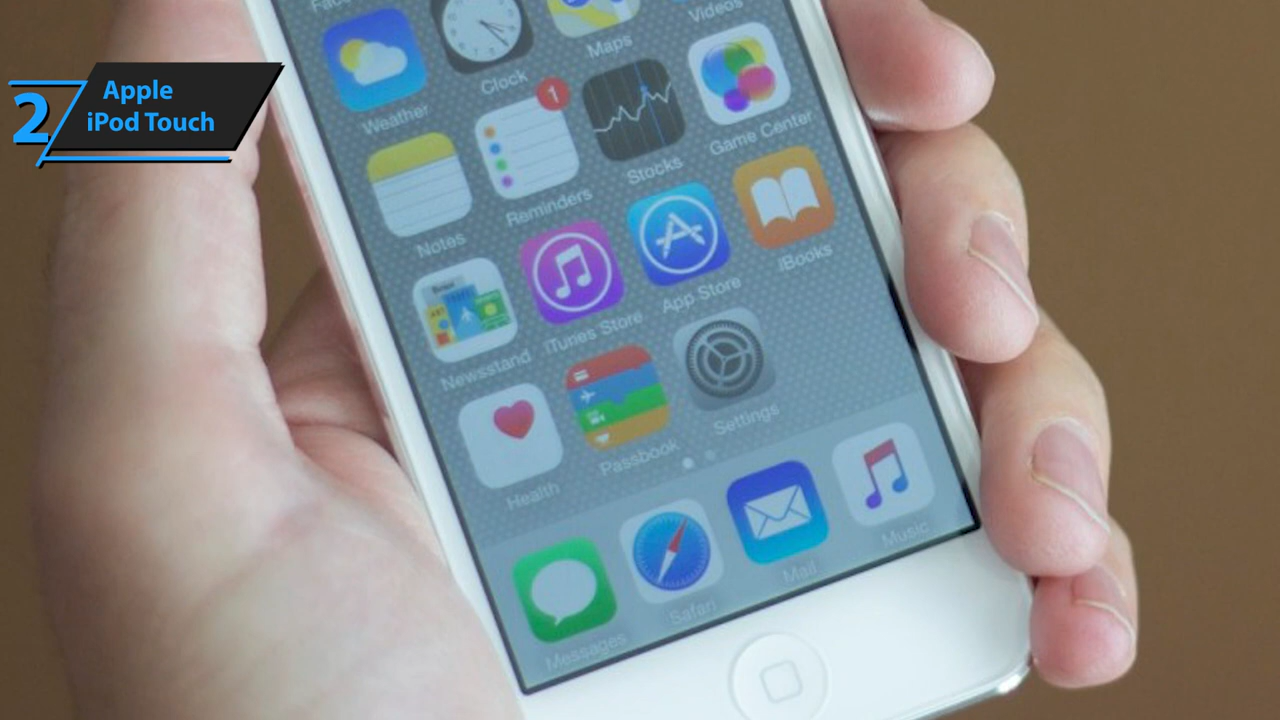 2
Apple
iPod Touch
Videos
Maps
Clock
Weather
1
Game Center
Stocks
Reminders
Notes
iBooks
App Store
iTunes Store
Newsstand
Settings
Passbook
Health
Music
Mail
Safari
Messages